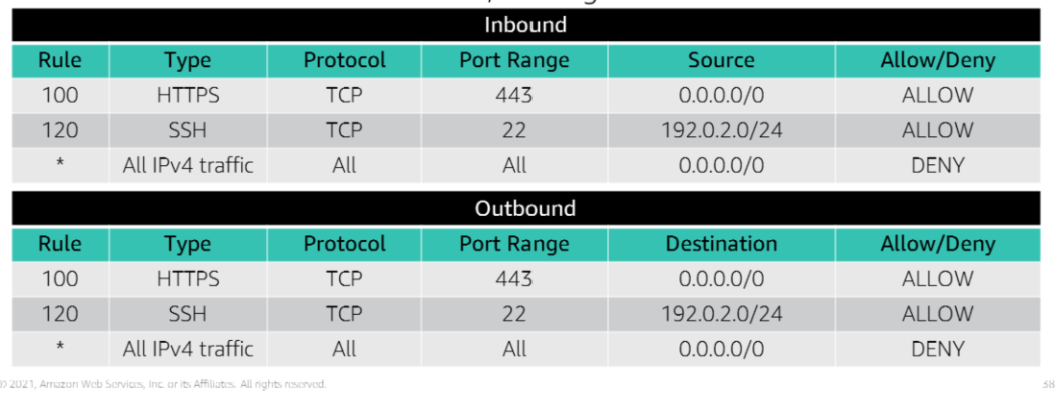 Inbound
Rule Type Protocol Port Range Source Allow/Deny
100 HTTPS TCP 443 0.0.0.0/0 ALLOW
120 SSH TCP 22 192.0.2.0/24 ALLOW
* All IPv4 traffic All All 0.0.0.0/0 DENY
Outbound
Rule Type Protocol Port Range Destination Allow/Deny
100 HTTPS TCP 443 0.0.0.0/0 ALLOW
120 SSH TCP 22 192.0.2.0/24 ALLOW
* All IPv4 traffic All All 0.0.0.0/0 DENY
© 2021, Amazon Web Services, Inc. or its Affiliates. All rights reserved. 38